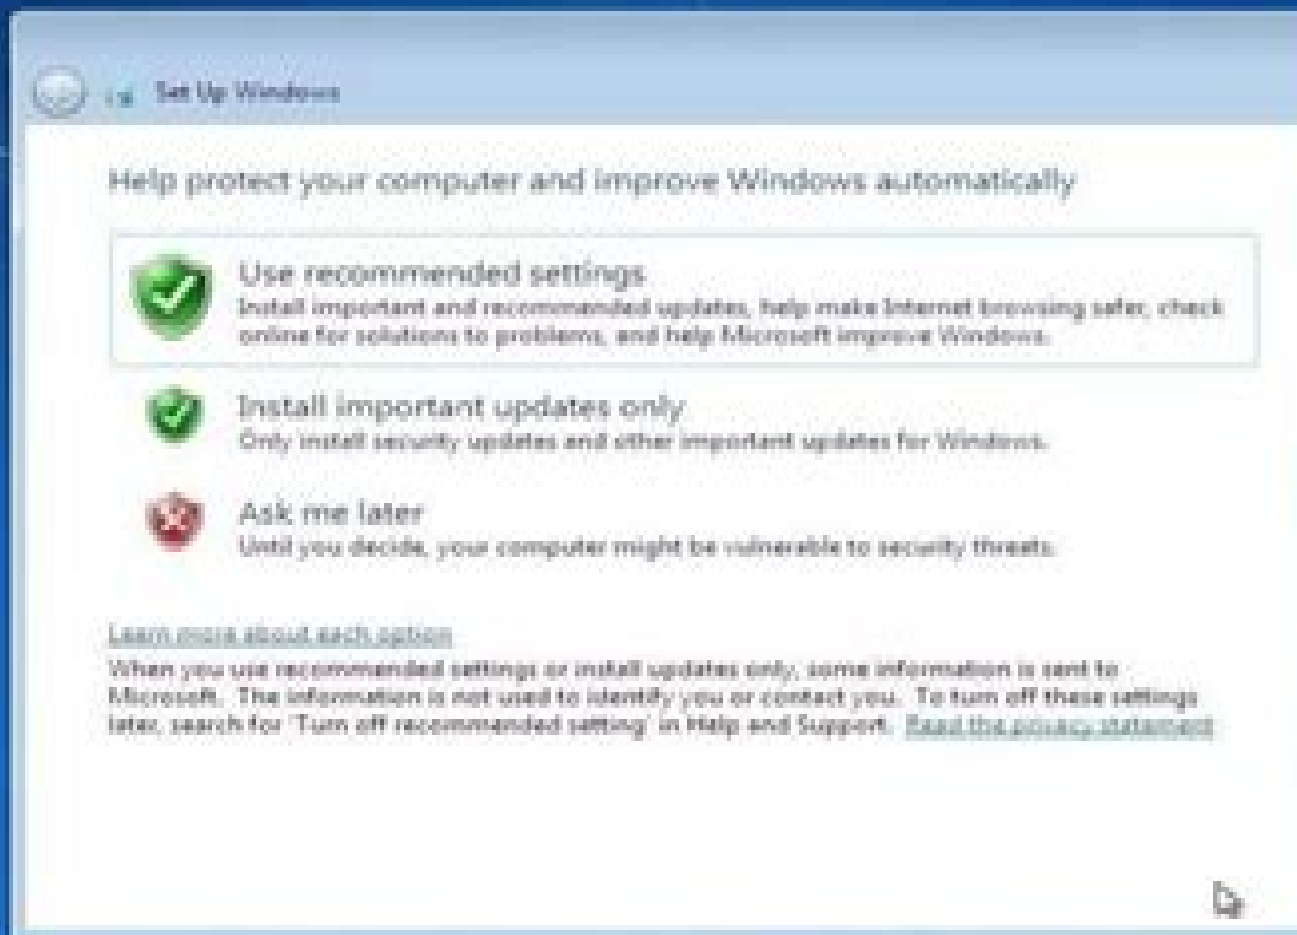 Set Up Windows
Help protect your computer and improve Windows automatically
Use recommended settings
Install important and recommended updates, help make Internet browsing safer, check
online for solutions to problems, and help Microsoft improve Windows.
Install important updates only
Only install security updates and other important updates for Windows.
Ask me later
Until you decide, your computer might be vulnerable to security threats.
Learn more about each option
When you use recommended settings or install updates only, some information is sent to
Microsoft. The information is not used to identify you or contact you. To turn off these settings
later, search for 'Turn off recommended setting' in Help and Support. Read the privacy statement